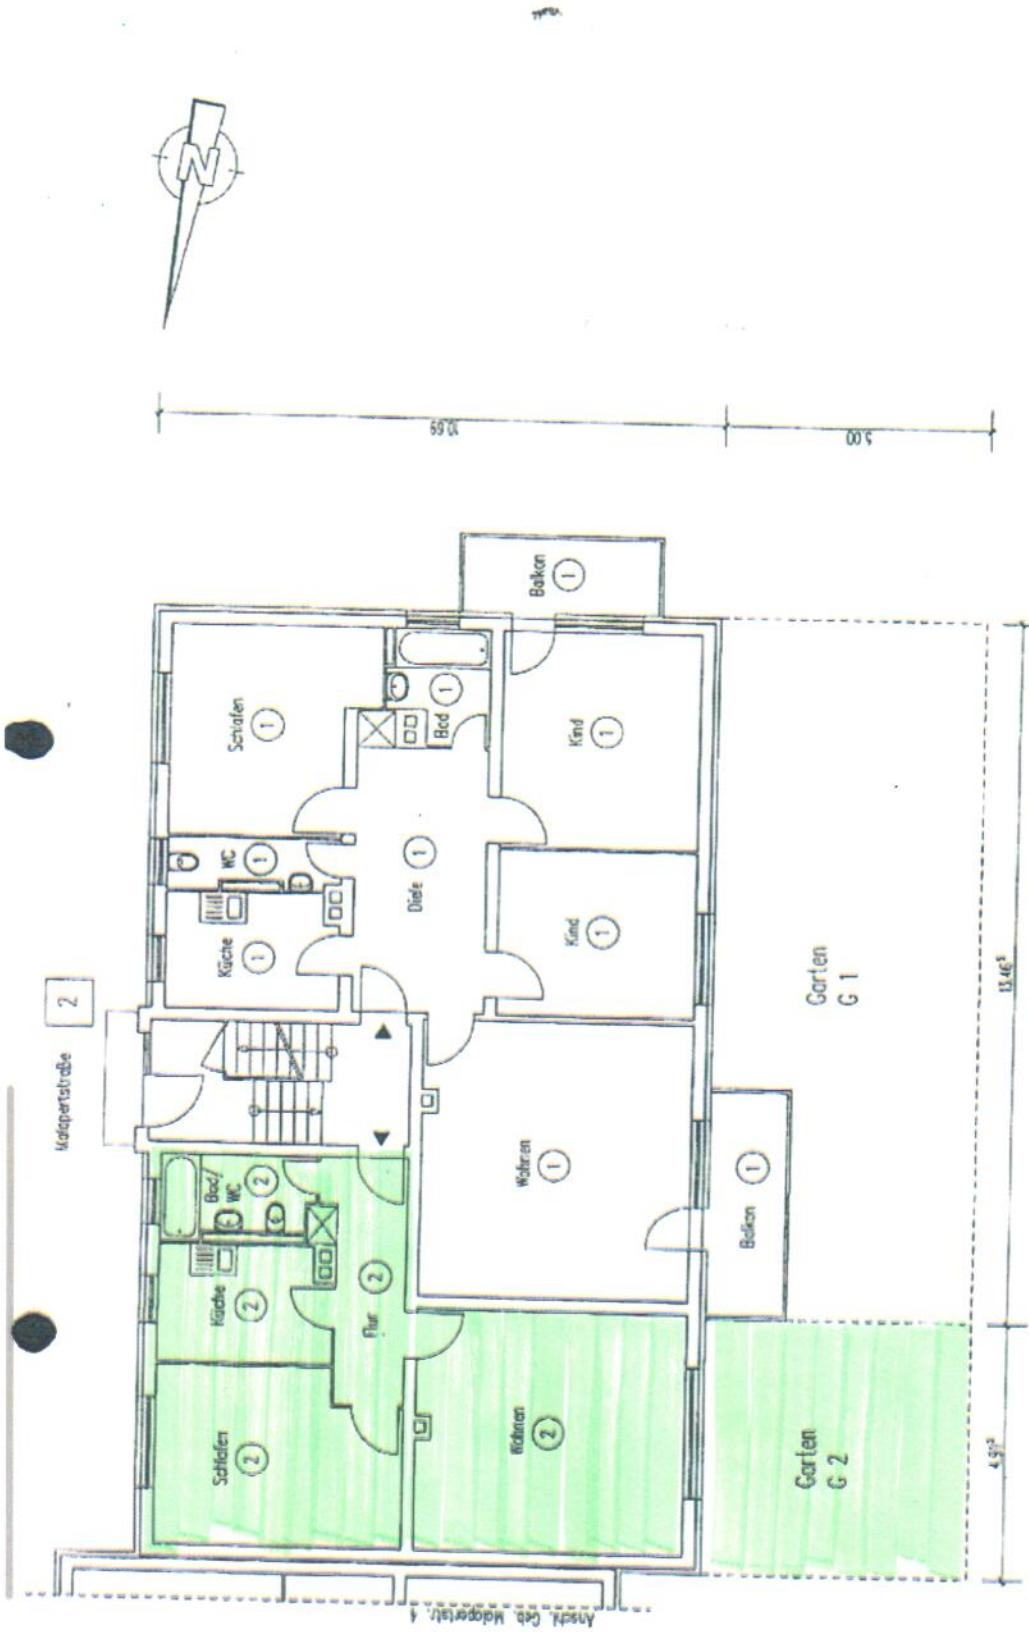 Malapertstraße
2
Schlafen
1
WC
1
Küche
1
Bad
1
Diele
1
Balkon
1
Kind
1
Kind
1
Wohnen
1
Balkon
1
Bad/
WC
2
Küche
2
Flur
2
Schlafen
2
Wohnen
2
Garten
G 1
Garten
G 2
N
10.69
5.00
13.46⁵
Anschl. Geb. Malapertstr. 4